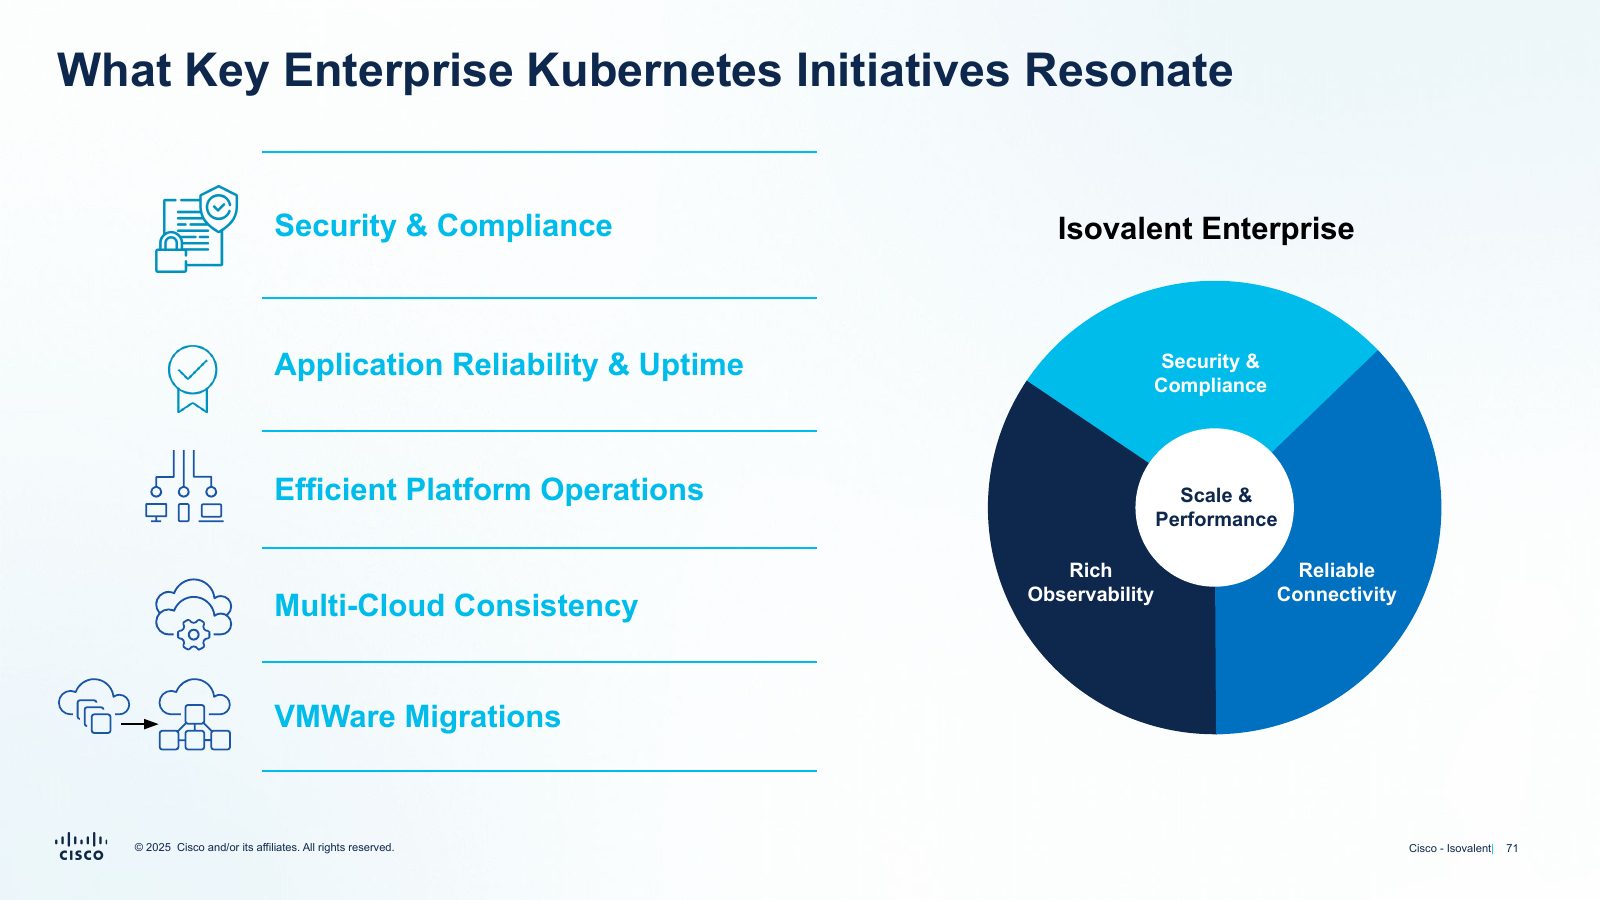 What Key Enterprise Kubernetes Initiatives Resonate
Security & Compliance
Application Reliability & Uptime
Efficient Platform Operations
Multi-Cloud Consistency
VMWare Migrations
Isovalent Enterprise
Security &
Compliance
Scale &
Performance
Rich
Observability
Reliable
Connectivity
CISCO
© 2025  Cisco and/or its affiliates. All rights reserved.
Cisco - Isovalent| 71